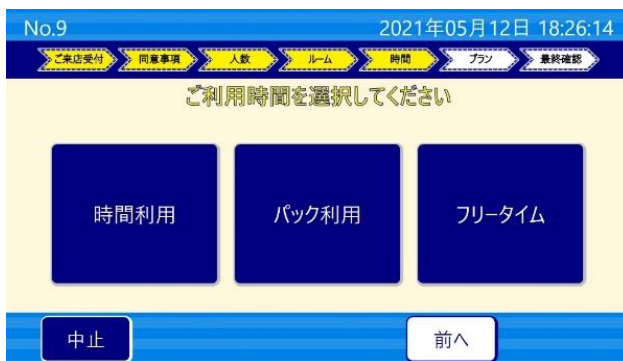 No.9 2021年05月12日 18:26:14
ご来店受付 同意事項 人数 ルーム 時間 プラン 最終確認
ご利用時間を選択してください
時間利用 パック利用 フリータイム
中止 前へ